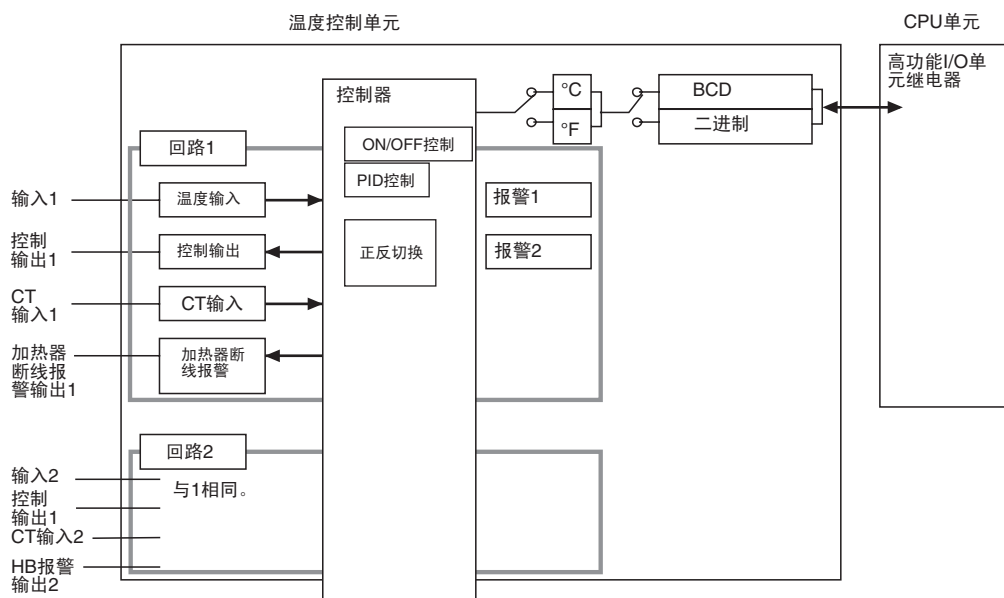 温度控制单元
CPU单元
高功能I/O单
元继电器
控制器
°C
°F
BCD
二进制
ON/OFF控制
PID控制
正反切换
回路1
输入1
温度输入
报警1
控制
输出1
控制输出
报警2
CT
输入1
CT输入
加热器
断线报
警输出1
加热器断
线报警
回路2
输入2
与1相同。
控制
输出1
CT输入2
HB报警
输出2